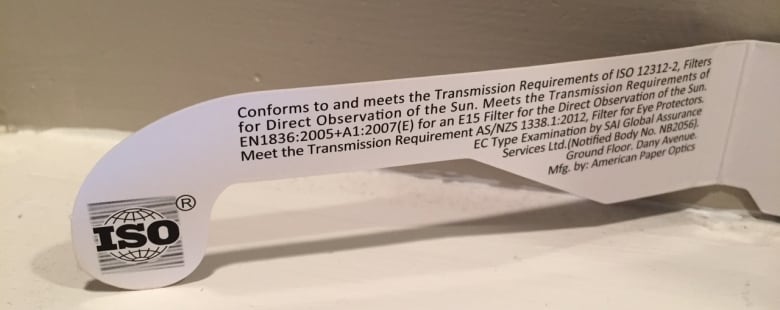 Conforms to and meets the Transmission Requirements of ISO 12312-2, Filters
for Direct Observation of the Sun. Meets the Transmission Requirements of
EN1836:2005+A1:2007(E) for an E15 Filter for the Direct Observation of the Sun.
Meet the Transmission Requirement AS/NZS 1338.1:2012, Filter for Eye Protectors.
EC Type Examination by SAI Global Assurance
Services Ltd.(Notified Body No. NB2056).
Ground Floor. Dany Avenue.
Mfg. by: American Paper Optics
ISO ®